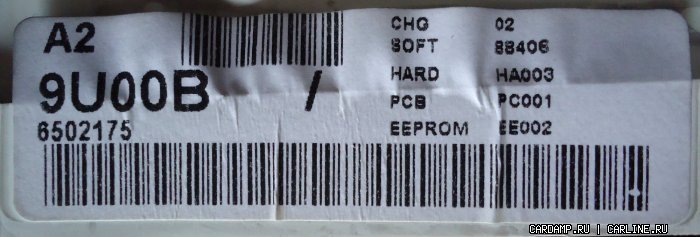 A2
9U00B /
6502175
CHG 02
SOFT 88406
HARD HA003
PCB PC001
EEPROM EE002
CARDAMP.RU | CARLINE.RU